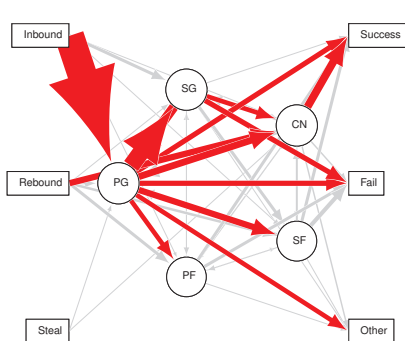 Inbound
Success
SG
CN
Rebound
PG
Fail
SF
PF
Steal
Other